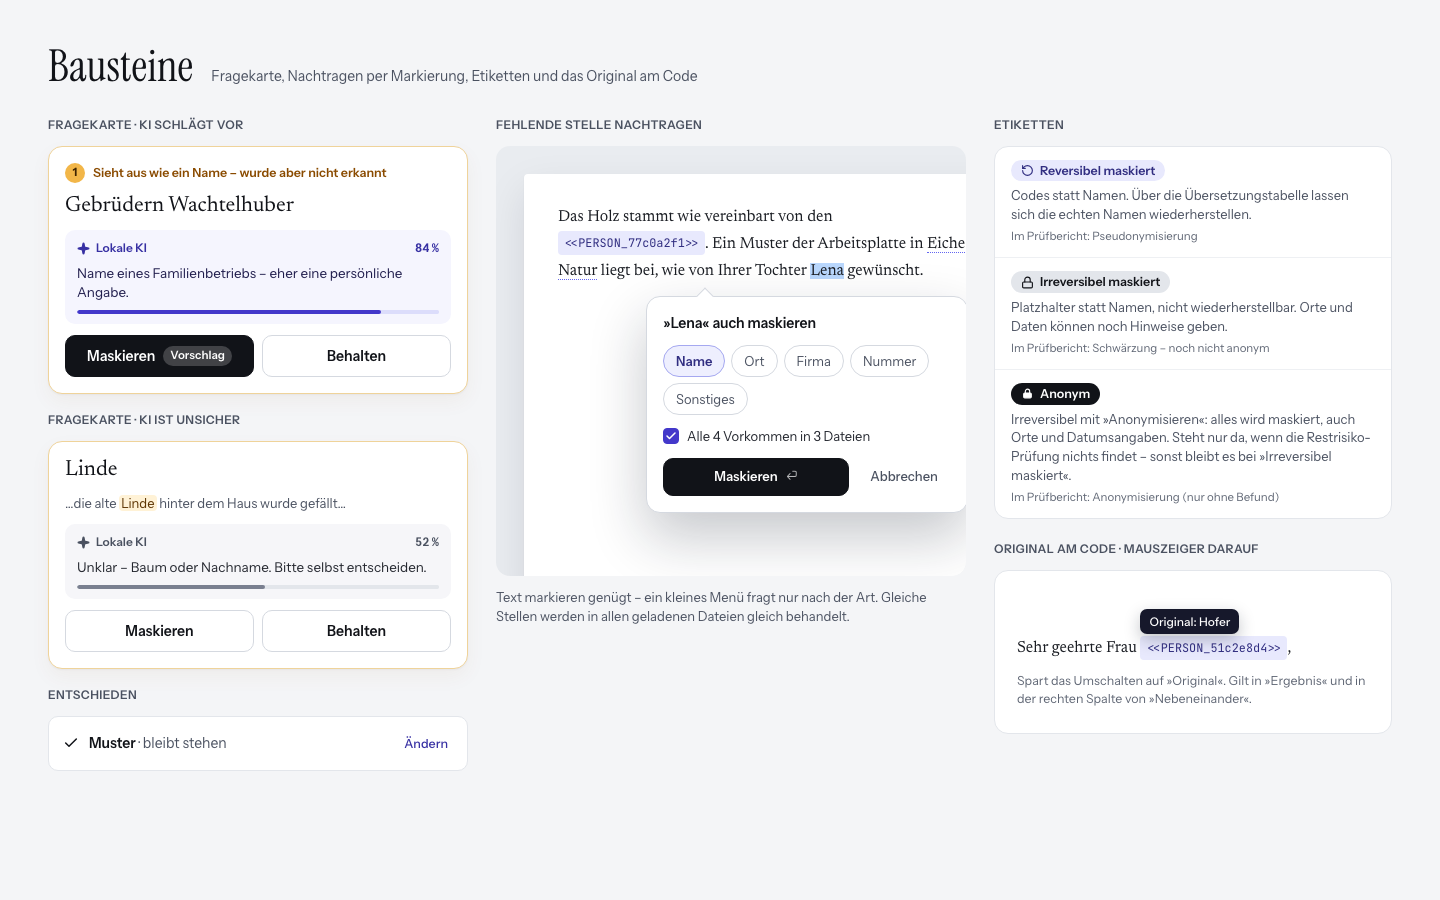 Bausteine
Fragekarte, Nachtragen per Markierung, Etiketten und das Original am Code
FRAGEKARTE · KI SCHLÄGT VOR
1 Sieht aus wie ein Name – wurde aber nicht erkannt
Gebrüdern Wachtelhuber
Lokale KI 84 %
Name eines Familienbetriebs – eher eine persönliche
Angabe.
Maskieren Vorschlag Behalten
FRAGEKARTE · KI IST UNSICHER
Linde
…die alte Linde hinter dem Haus wurde gefällt…
Lokale KI 52 %
Unklar – Baum oder Nachname. Bitte selbst entscheiden.
Maskieren Behalten
ENTSCHIEDEN
Muster · bleibt stehen Ändern
FEHLENDE STELLE NACHTRAGEN
Das Holz stammt wie vereinbart von den
<<PERSON_77c0a2f1>>. Ein Muster der Arbeitsplatte in Eiche
Natur liegt bei, wie von Ihrer Tochter Lena gewünscht.
»Lena« auch maskieren
Name Ort Firma Nummer
Sonstiges
Alle 4 Vorkommen in 3 Dateien
Maskieren ⏎ Abbrechen
Text markieren genügt – ein kleines Menü fragt nur nach der Art. Gleiche
Stellen werden in allen geladenen Dateien gleich behandelt.
ETIKETTEN
Reversibel maskiert
Codes statt Namen. Über die Übersetzungstabelle lassen
sich die echten Namen wiederherstellen.
Im Prüfbericht: Pseudonymisierung
Irreversibel maskiert
Platzhalter statt Namen, nicht wiederherstellbar. Orte und
Daten können noch Hinweise geben.
Im Prüfbericht: Schwärzung – noch nicht anonym
Anonym
Irreversibel mit »Anonymisieren«: alles wird maskiert, auch
Orte und Datumsangaben. Steht nur da, wenn die Restrisiko-
Prüfung nichts findet – sonst bleibt es bei »Irreversibel
maskiert«.
Im Prüfbericht: Anonymisierung (nur ohne Befund)
ORIGINAL AM CODE · MAUSZEIGER DARAUF
Original: Hofer
Sehr geehrte Frau <<PERSON_51c2e8d4>>,
Spart das Umschalten auf »Original«. Gilt in »Ergebnis« und in
der rechten Spalte von »Nebeneinander«.